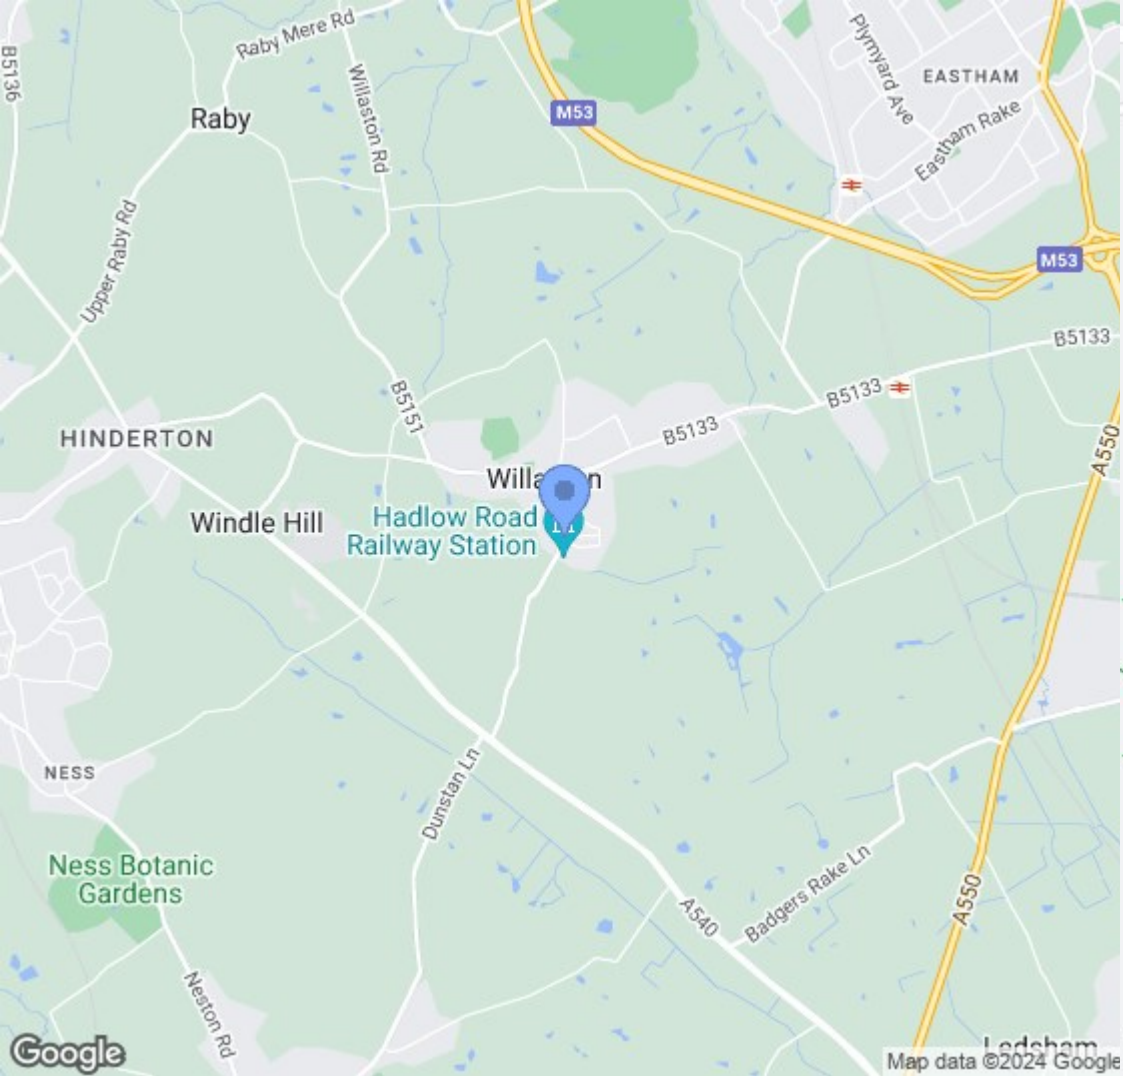 Raby Mere Rd
B5136
Plymyard Ave
EASTHAM
Willaston Rd
M53
Raby
Eastham Rake
Upper Raby Rd
M53
B5133
B5133
B5151
B5133
HINDERTON
A550
Windle Hill
Hadlow Road
Railway Station
NESS
Dunstan Ln
Ness Botanic
Gardens
Badgers Rake Ln
A550
A540
Neston Rd
Ledsham
Google
Map data ©2024 Google